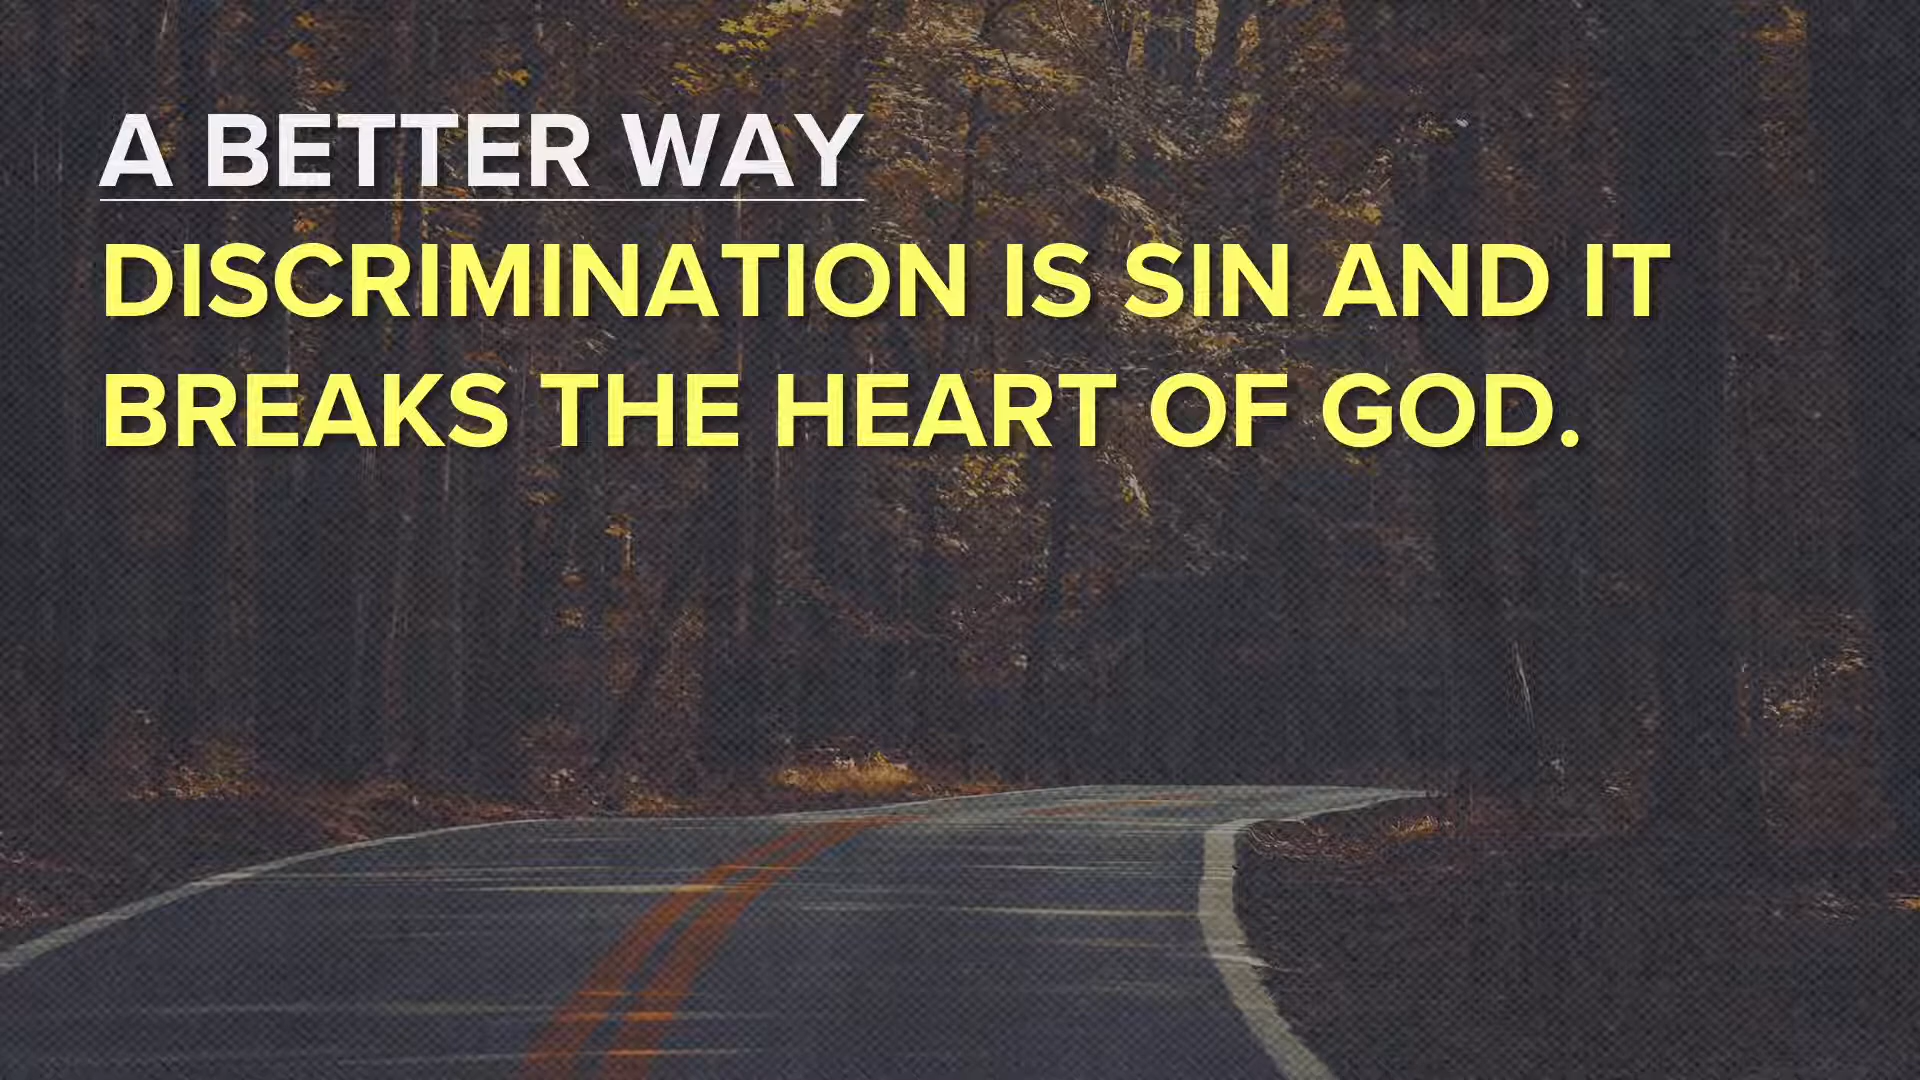 A BETTER WAY
DISCRIMINATION IS SIN AND IT
BREAKS THE HEART OF GOD.